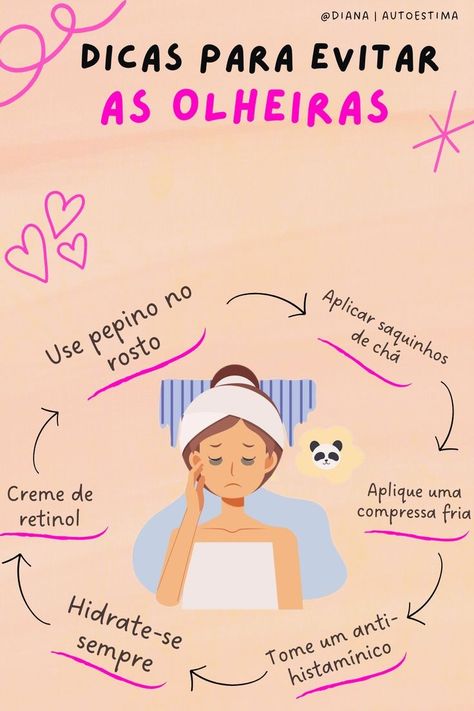 @DIANA | AUTOESTIMA
DICAS PARA EVITAR
AS OLHEIRAS
Use pepino no
rosto
Aplicar saquinhos
de chá
Aplique uma
compressa fria
Tome um anti-
histamínico
Hidrate-se
sempre
Creme de
retinol